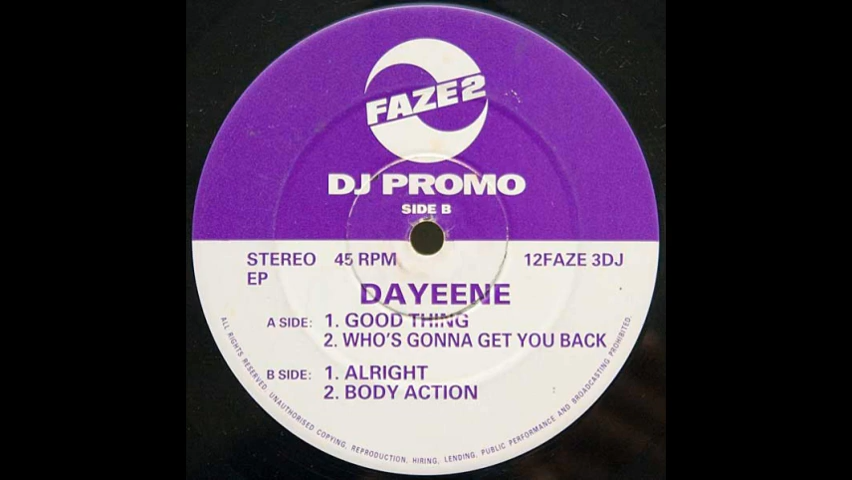 FAZE 2
DJ PROMO
SIDE B
STEREO 45 RPM 12FAZE 3DJ
EP
DAYEENE
A SIDE: 1. GOOD THING
2. WHO'S GONNA GET YOU BACK
B SIDE: 1. ALRIGHT
2. BODY ACTION
ALL RIGHTS RESERVED. UNAUTHORISED COPYING, REPRODUCTION, HIRING, LENDING, PUBLIC PERFORMANCE AND BROADCASTING PROHIBITED.